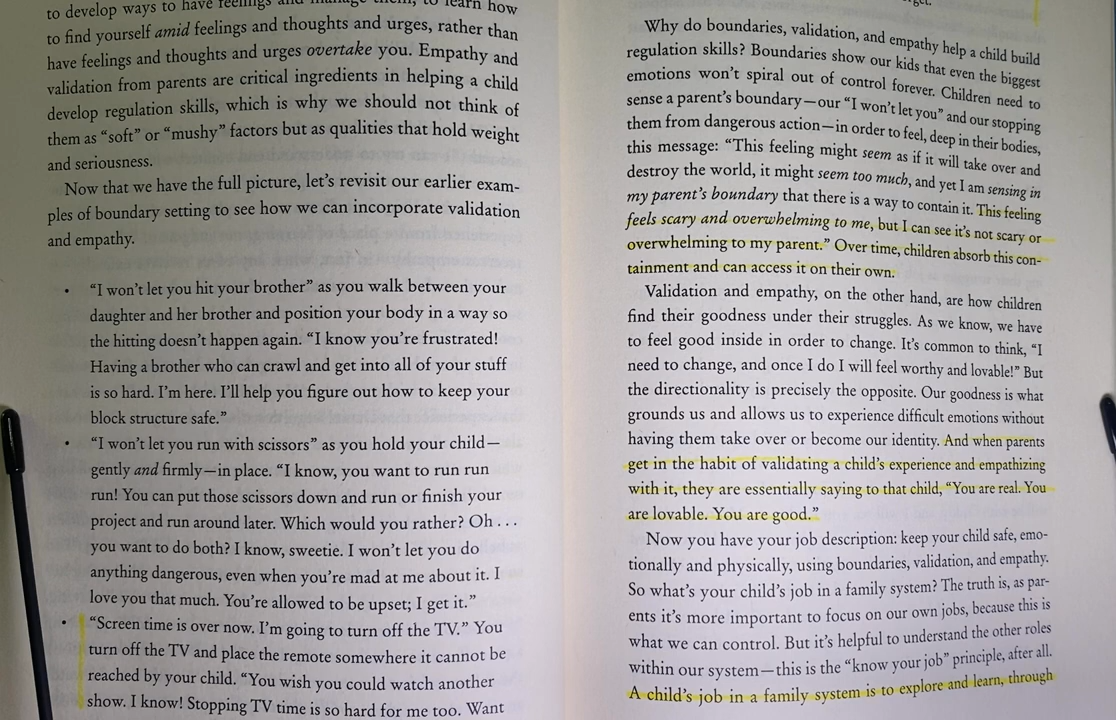 to develop ways to have feelings and manage them, to learn how
to find yourself amid feelings and thoughts and urges, rather than
have feelings and thoughts and urges overtake you. Empathy and
validation from parents are critical ingredients in helping a child
develop regulation skills, which is why we should not think of
them as “soft” or “mushy” factors but as qualities that hold weight
and seriousness.
Now that we have the full picture, let’s revisit our earlier exam-
ples of boundary setting to see how we can incorporate validation
and empathy.
• “I won’t let you hit your brother” as you walk between your
daughter and her brother and position your body in a way so
the hitting doesn’t happen again. “I know you’re frustrated!
Having a brother who can crawl and get into all of your stuff
is so hard. I’m here. I’ll help you figure out how to keep your
block structure safe.”
• “I won’t let you run with scissors” as you hold your child—
gently and firmly—in place. “I know, you want to run run
run! You can put those scissors down and run or finish your
project and run around later. Which would you rather? Oh . . .
you want to do both? I know, sweetie. I won’t let you do
anything dangerous, even when you’re mad at me about it. I
love you that much. You’re allowed to be upset; I get it.”
• “Screen time is over now. I’m going to turn off the TV.” You
turn off the TV and place the remote somewhere it cannot be
reached by your child. “You wish you could watch another
show. I know! Stopping TV time is so hard for me too. Want
Why do boundaries, validation, and empathy help a child build
regulation skills? Boundaries show our kids that even the biggest
emotions won’t spiral out of control forever. Children need to
sense a parent’s boundary—our “I won’t let you” and our stopping
them from dangerous action—in order to feel, deep in their bodies,
this message: “This feeling might seem as if it will take over and
destroy the world, it might seem too much, and yet I am sensing in
my parent’s boundary that there is a way to contain it. This feeling
feels scary and overwhelming to me, but I can see it’s not scary or
overwhelming to my parent.” Over time, children absorb this con-
tainment and can access it on their own.
Validation and empathy, on the other hand, are how children
find their goodness under their struggles. As we know, we have
to feel good inside in order to change. It’s common to think, “I
need to change, and once I do I will feel worthy and lovable!” But
the directionality is precisely the opposite. Our goodness is what
grounds us and allows us to experience difficult emotions without
having them take over or become our identity. And when parents
get in the habit of validating a child’s experience and empathizing
with it, they are essentially saying to that child, “You are real. You
are lovable. You are good.”
Now you have your job description: keep your child safe, emo-
tionally and physically, using boundaries, validation, and empathy.
So what’s your child’s job in a family system? The truth is, as par-
ents it’s more important to focus on our own jobs, because this is
what we can control. But it’s helpful to understand the other roles
within our system—this is the “know your job” principle, after all.
A child’s job in a family system is to explore and learn, through